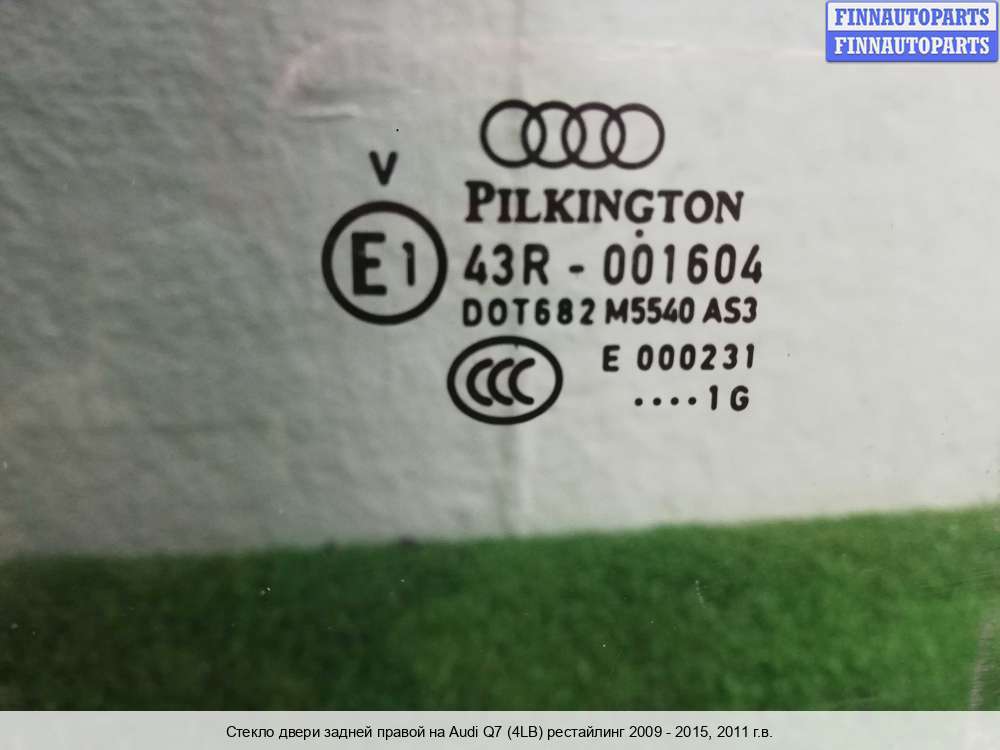 FINNAUTOPARTS
FINNAUTOPARTS
V
PILKINGTON
E1 43R - 001604
DOT682 M5540 AS3
CCC E 000231
····1G
Стекло двери задней правой на Audi Q7 (4LB) рестайлинг 2009 - 2015, 2011 г.в.